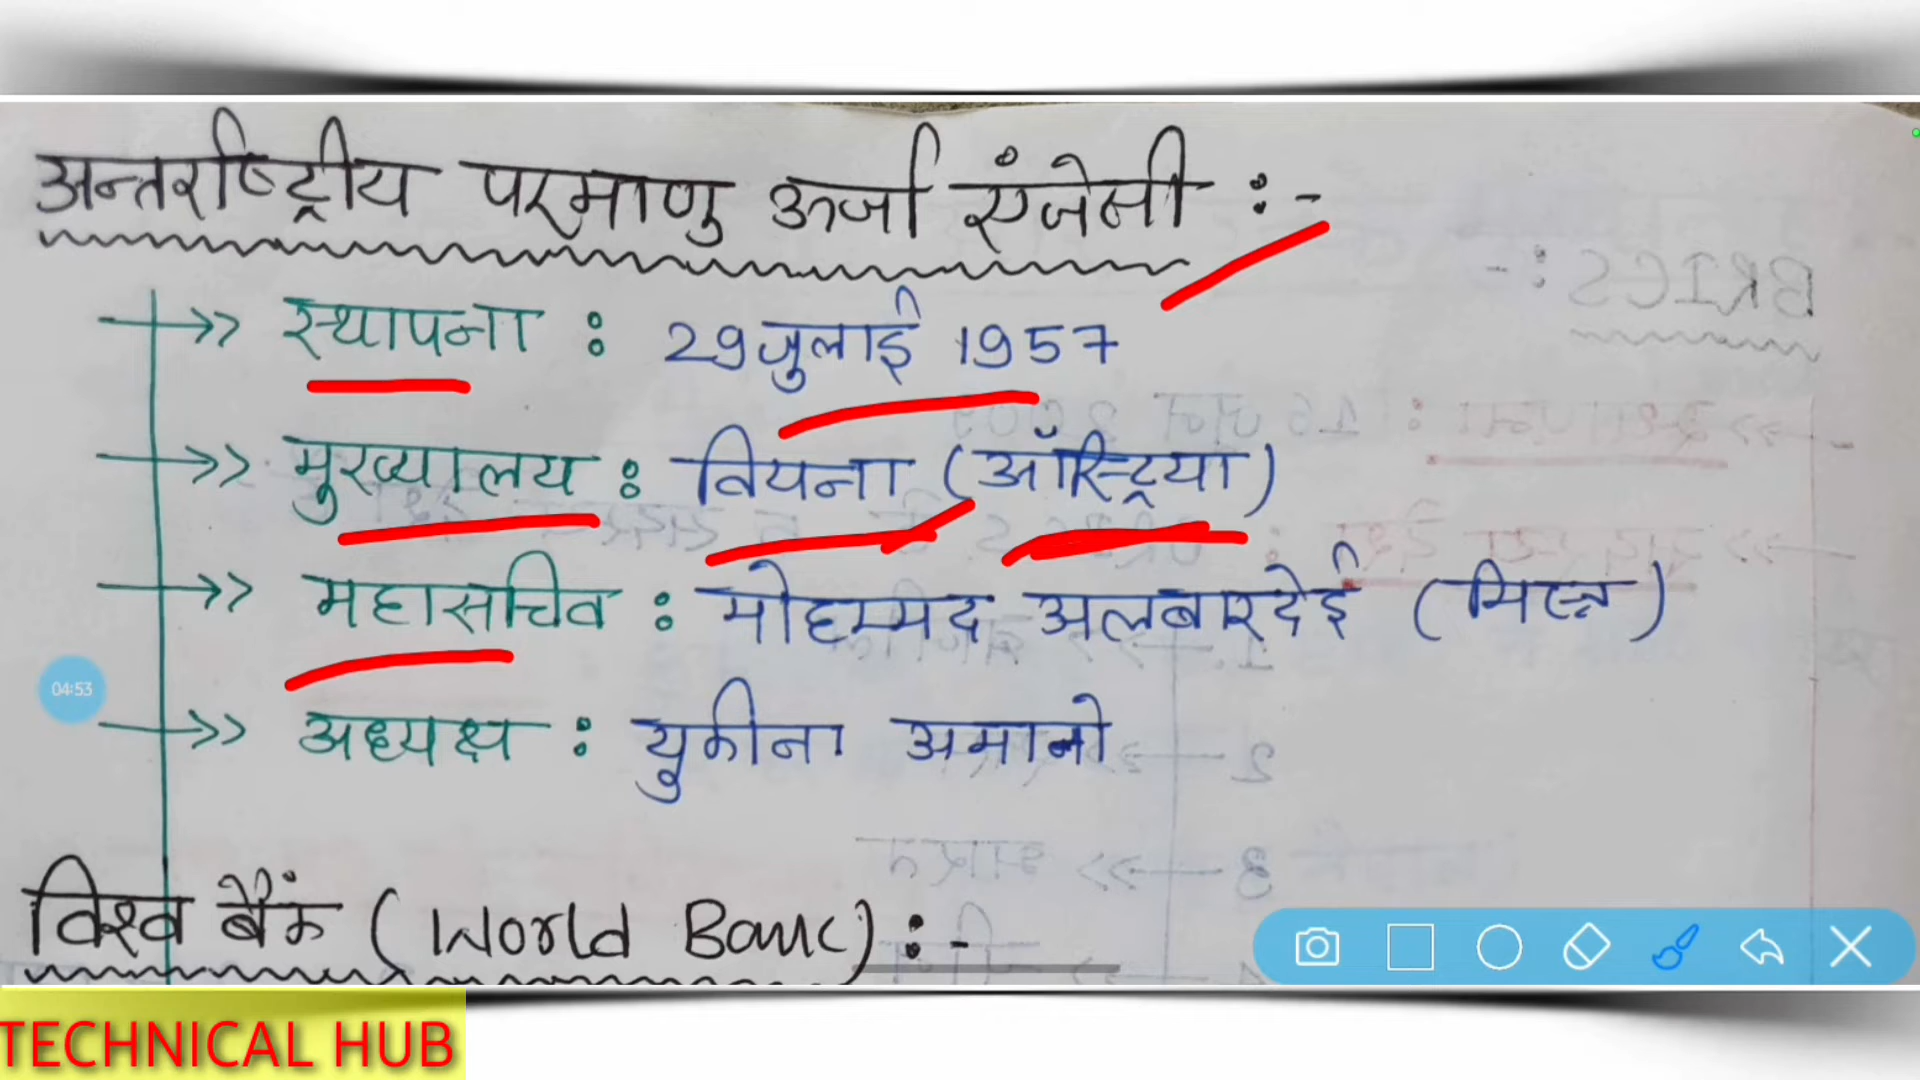 अन्तर्राष्ट्रीय परमाणु ऊर्जा एंजेसी :-
->> स्थापना : 29 जुलाई 1957
->> मुख्यालय : वियना (ऑस्ट्रिया)
->> महासचिव : मोहम्मद अलबारदेई (मिस्त्र)
->> अध्यक्ष : युकीना अमानो
विश्व बैंक (World Bank) :-
04:53
TECHNICAL HUB